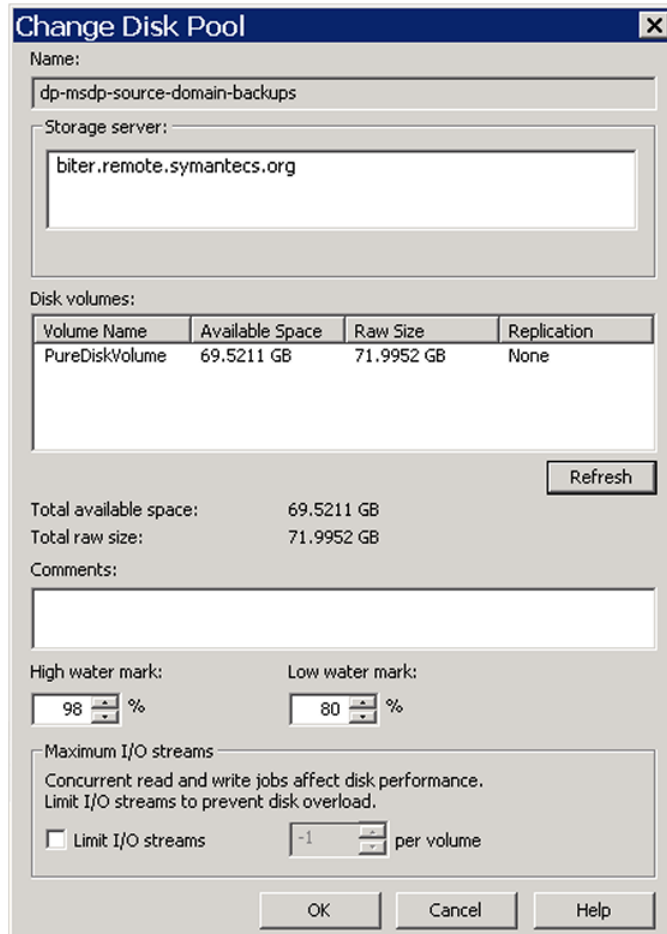 Change Disk Pool
Name:
dp-msdp-source-domain-backups
Storage server:
biter.remote.symantecs.org
Disk volumes:
Volume Name Available Space Raw Size Replication
PureDiskVolume 69.5211 GB 71.9952 GB None
Refresh
Total available space: 69.5211 GB
Total raw size: 71.9952 GB
Comments:
High water mark: Low water mark:
98 % 80 %
Maximum I/O streams
Concurrent read and write jobs affect disk performance.
Limit I/O streams to prevent disk overload.
Limit I/O streams -1 per volume
OK Cancel Help